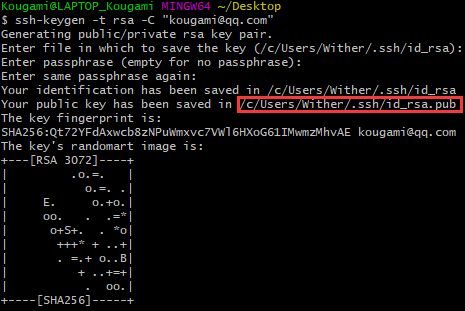 Kougami@LAPTOP_Kougami MINGW64 ~/Desktop
$ ssh-keygen -t rsa -C "kougami@qq.com"
Generating public/private rsa key pair.
Enter file in which to save the key (/c/Users/Wither/.ssh/id_rsa):
Enter passphrase (empty for no passphrase):
Enter same passphrase again:
Your identification has been saved in /c/Users/Wither/.ssh/id_rsa
Your public key has been saved in /c/Users/Wither/.ssh/id_rsa.pub
The key fingerprint is:
SHA256:Qt72YFdAxwcb8zNPuWmxvc7VWl6HXoG61IMwmzMhvAE kougami@qq.com
The key's randomart image is:
+---[RSA 3072]----+
|         .o.=.   |
|           o.=. .|
|     E.     o.+o.|
|     oo.   .  .=*|
|      o+S+.  . *o|
|       +++* + ..+|
|       . =.+ o..B|
|          + ..+=+|
|           .  oo.|
+----[SHA256]-----+